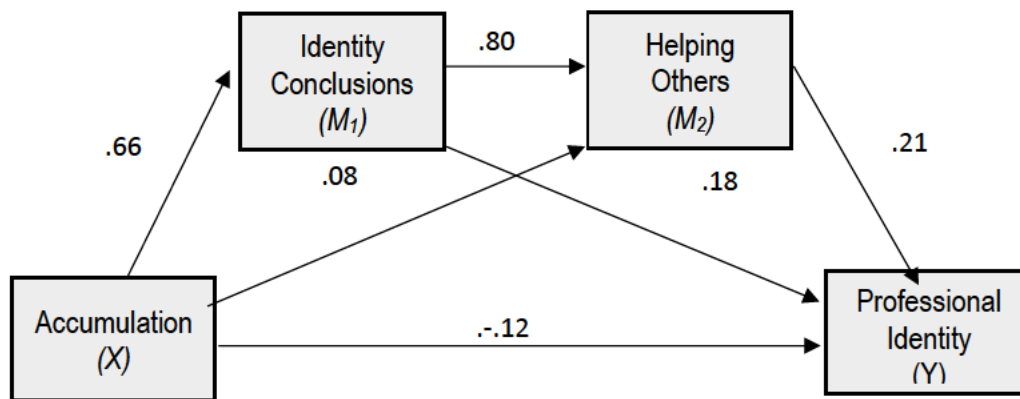 Identity
Conclusions
(M1)
.80
Helping
Others
(M2)
.66
.08
.18
.21
Accumulation
(X)
.-.12
Professional
Identity
(Y)